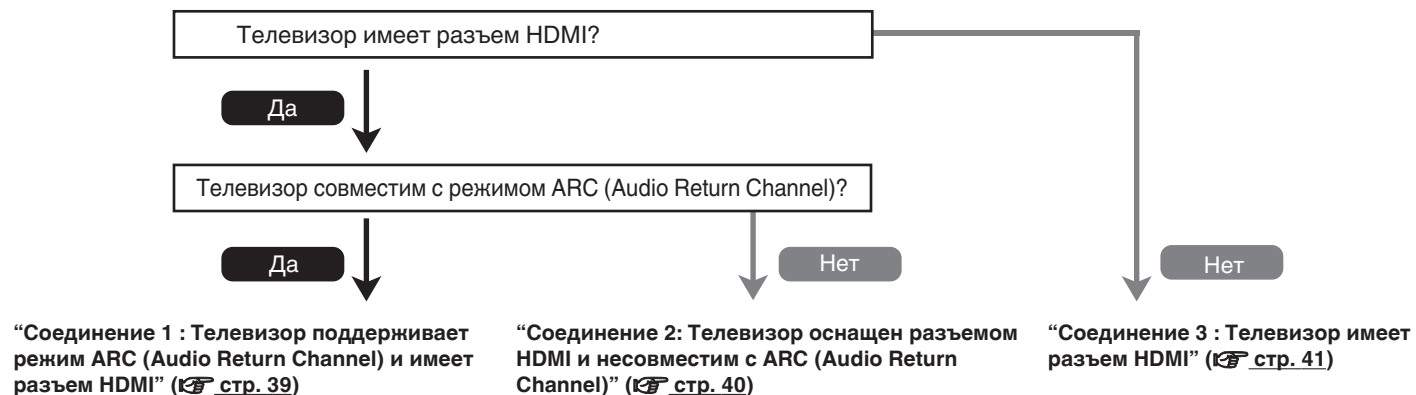 Телевизор имеет разъем HDMI?
Да
Телевизор совместим с режимом ARC (Audio Return Channel)?
Да
Нет
Нет
“Соединение 1 : Телевизор поддерживает
режим ARC (Audio Return Channel) и имеет
разъем HDMI” (стр. 39)
“Соединение 2: Телевизор оснащен разъемом
HDMI и несовместим с ARC (Audio Return
Channel)” (стр. 40)
“Соединение 3 : Телевизор имеет
разъем HDMI” (стр. 41)